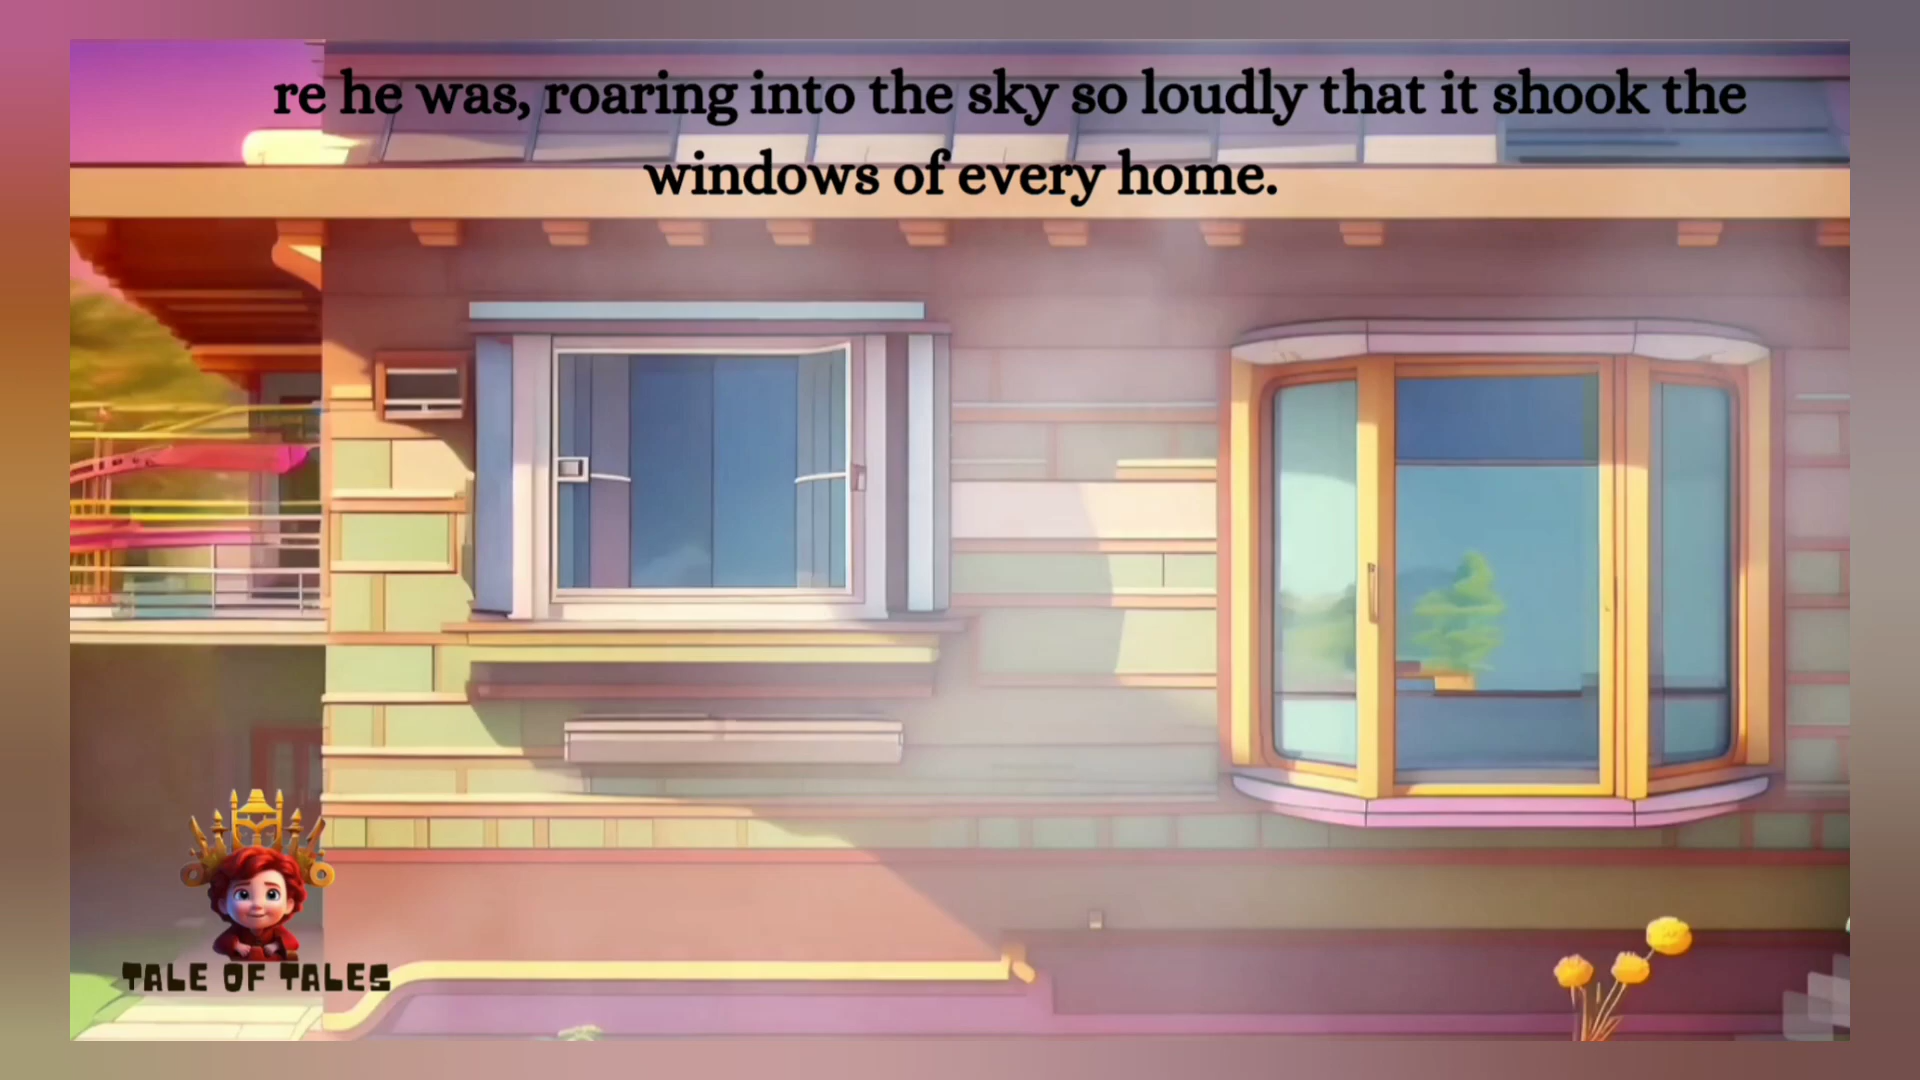 re he was, roaring into the sky so loudly that it shook the
windows of every home.
TALE OF TALES